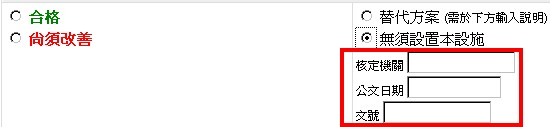 合格
尚須改善
替代方案 (需於下方輸入說明)
無須設置本設施
核定機關
公文日期
文號